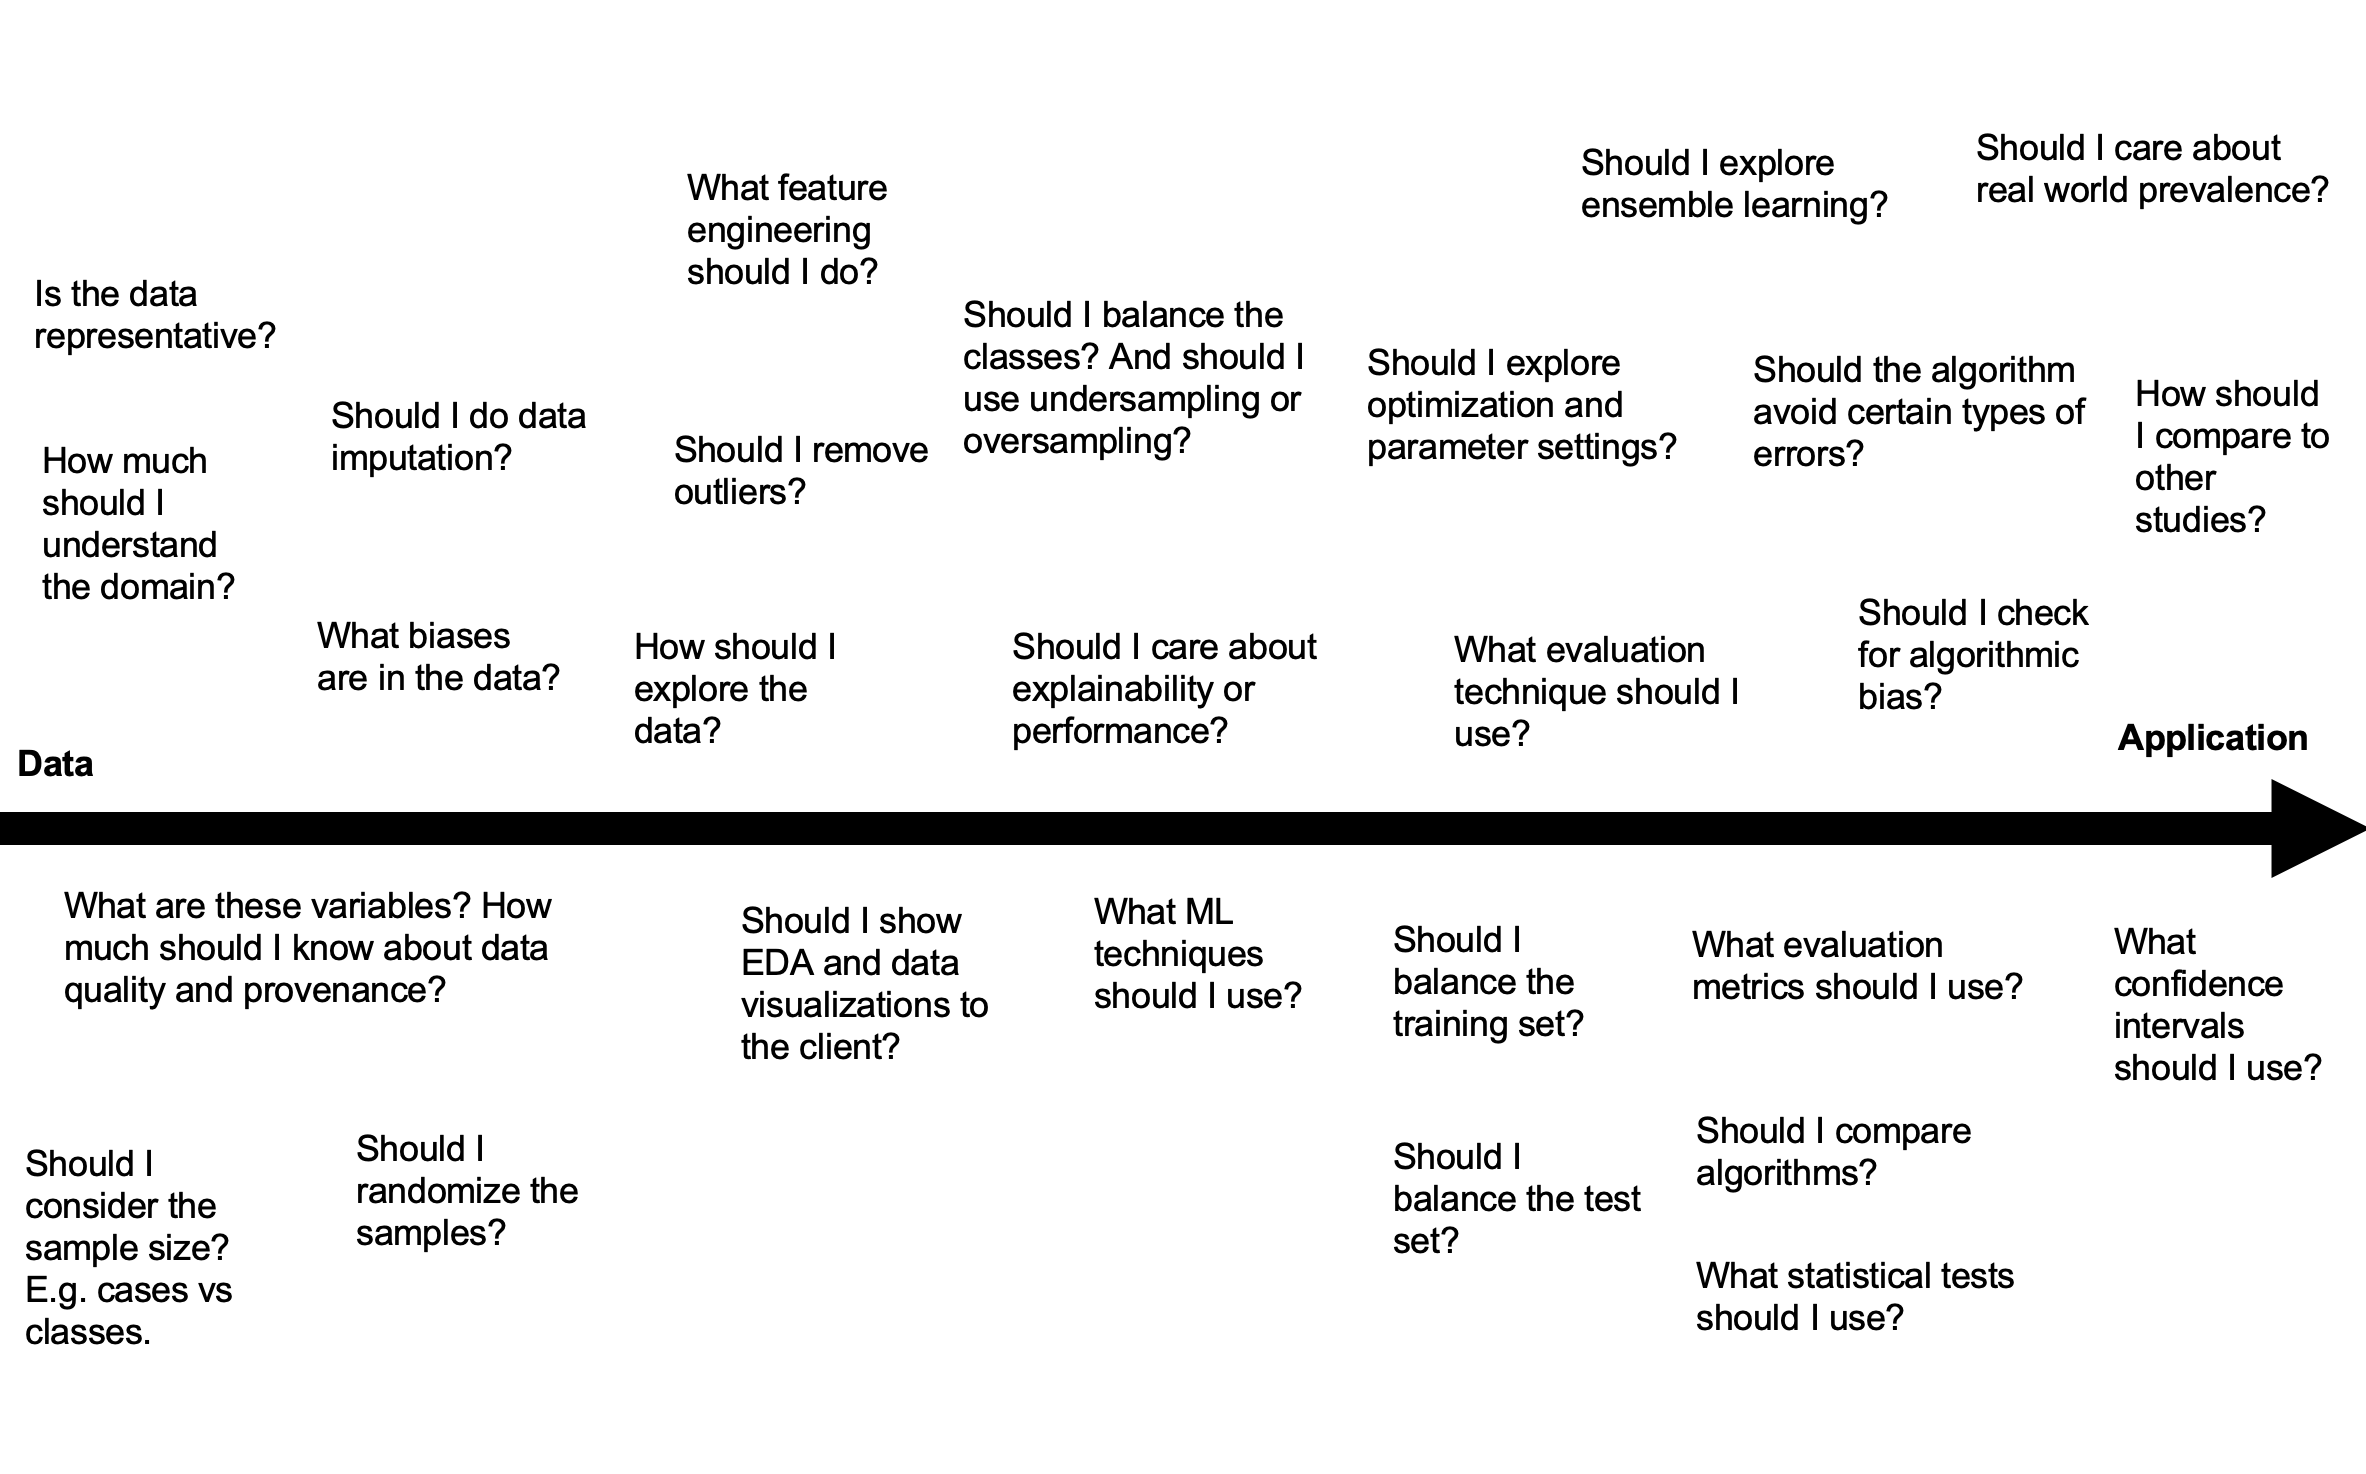 Should I care about
real world prevalence?
Should I explore
ensemble learning?
What feature
engineering
should I do?
Is the data
representative?
Should I balance the
classes? And should I
use undersampling or
oversampling?
Should I explore
optimization and
parameter settings?
Should the algorithm
avoid certain types of
errors?
How should
I compare to
other
studies?
Should I do data
imputation?
Should I remove
outliers?
How much
should I
understand
the domain?
What biases
are in the data?
How should I
explore the
data?
Should I care about
explainability or
performance?
What evaluation
technique should I
use?
Should I check
for algorithmic
bias?
Data
Application
What are these variables? How
much should I know about data
quality and provenance?
Should I show
EDA and data
visualizations to
the client?
What ML
techniques
should I use?
Should I
balance the
training set?
What evaluation
metrics should I use?
What
confidence
intervals
should I use?
Should I
consider the
sample size?
E.g. cases vs
classes.
Should I
randomize the
samples?
Should I
balance the test
set?
Should I compare
algorithms?
What statistical tests
should I use?